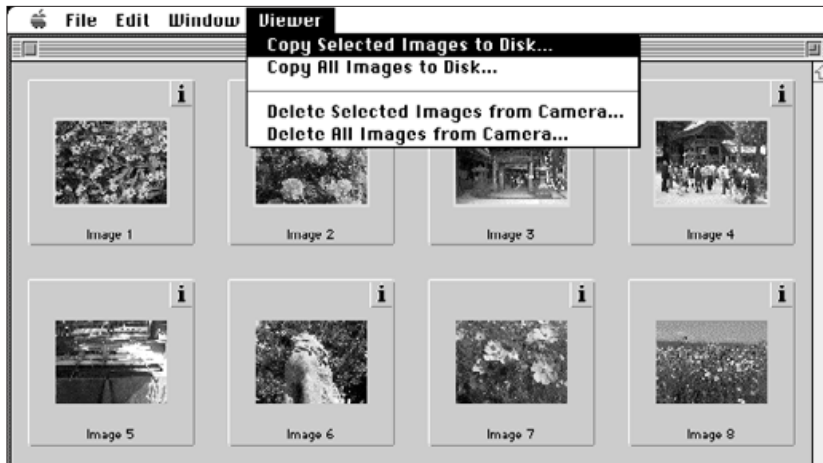 File Edit Window Viewer
Copy Selected Images to Disk...
Copy All Images to Disk...
Delete Selected Images from Camera...
Delete All Images from Camera...
i i i i
Image 1 Image 2 Image 3 Image 4
i i i i
Image 5 Image 6 Image 7 Image 8